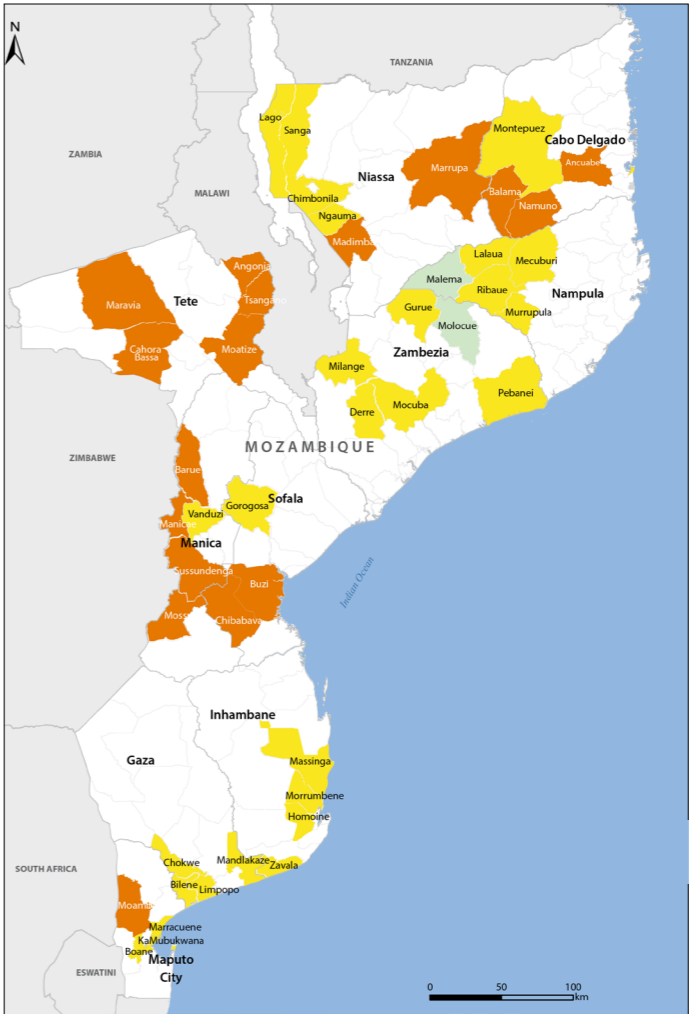 N
TANZANIA
Lago
Sanga
Montepuez
Cabo Delgado
ZAMBIA
Marrupa
Ancuabe
Niassa
MALAWI
Balama
Chimbonila
Namuno
Ngauma
Madimba
Lalaua
Mecuburi
Angonia
Malema
Ribaue
Nampula
Maravia
Tete
Tsangano
Gurue
Murrupula
Molocue
Cahora
Bassa
Moatize
Zambezia
Milange
Pebanei
Derre
Mocuba
MOZAMBIQUE
ZIMBABWE
Barue
Gorogosa
Sofala
Vanduzi
Manicae
Manica
Sussundenga
Buzi
Indian Ocean
Moss
Chibabava
Inhambane
Gaza
Massinga
Morrumbene
Homoine
Chokwe
Mandlakaze
Zavala
SOUTH AFRICA
Bilene
Limpopo
Moamb
Marracuene
KaMubukwana
Boane
Maputo
City
ESWATINI
0 50 100
km